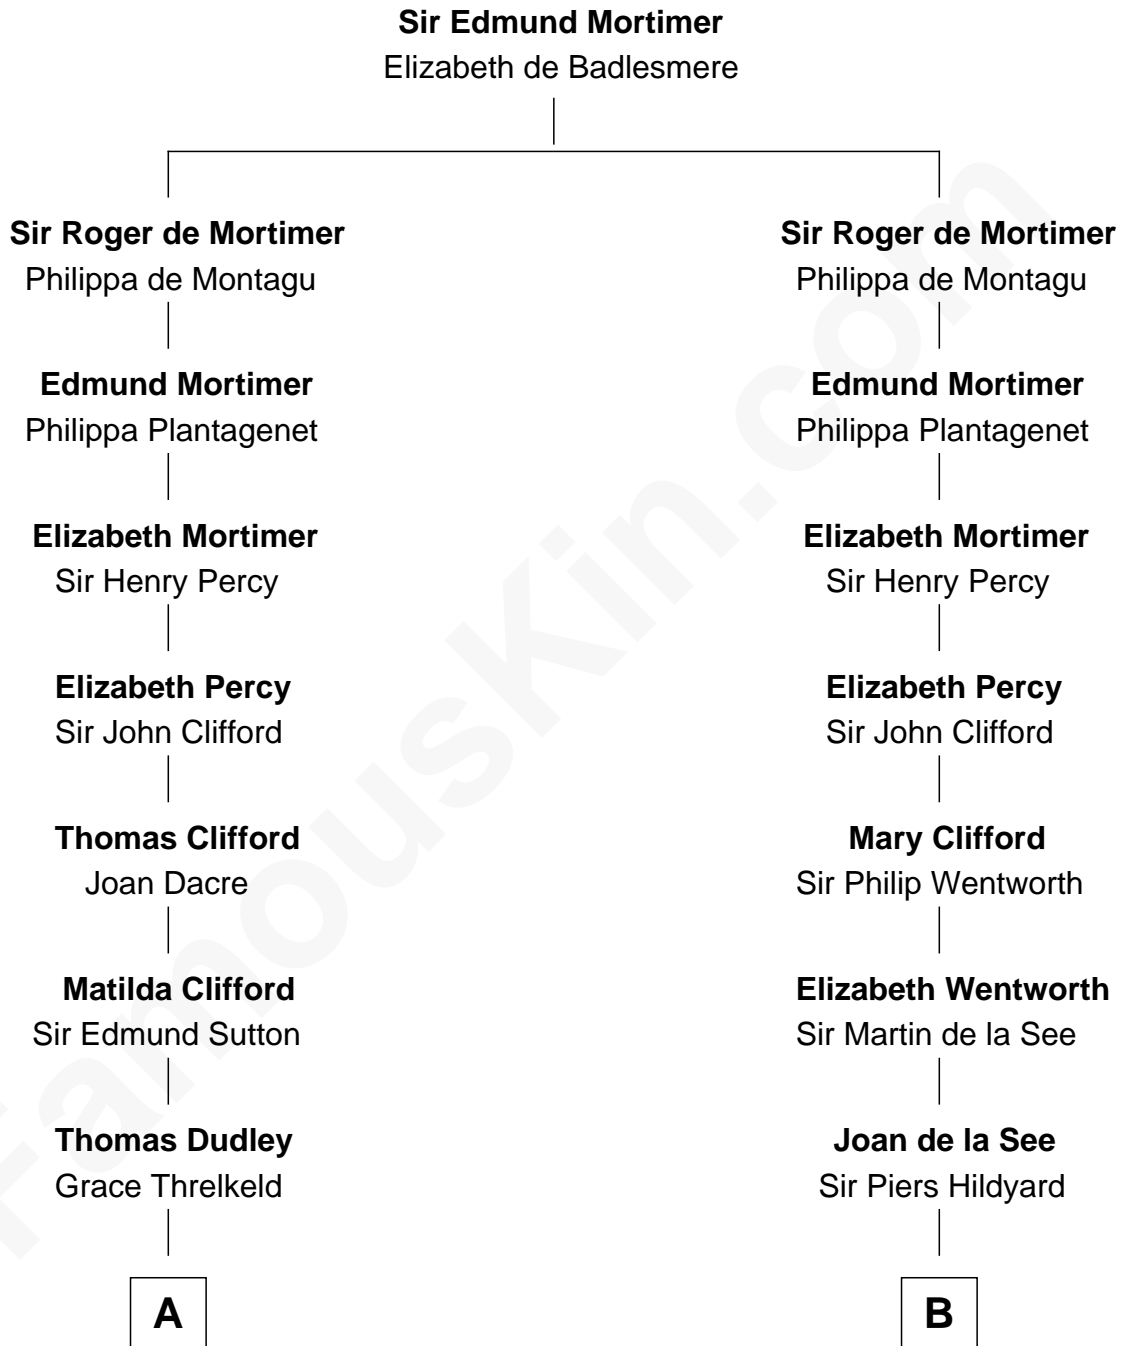 Sir Edmund Mortimer
Elizabeth de Badlesmere
Sir Roger de Mortimer
Philippa de Montagu
Edmund Mortimer
Philippa Plantagenet
Elizabeth Mortimer
Sir Henry Percy
Elizabeth Percy
Sir John Clifford
Thomas Clifford
Joan Dacre
Matilda Clifford
Sir Edmund Sutton
Thomas Dudley
Grace Threlkeld
A
Sir Roger de Mortimer
Philippa de Montagu
Edmund Mortimer
Philippa Plantagenet
Elizabeth Mortimer
Sir Henry Percy
Elizabeth Percy
Sir John Clifford
Mary Clifford
Sir Philip Wentworth
Elizabeth Wentworth
Sir Martin de la See
Joan de la See
Sir Piers Hildyard
B
FamousKin.com